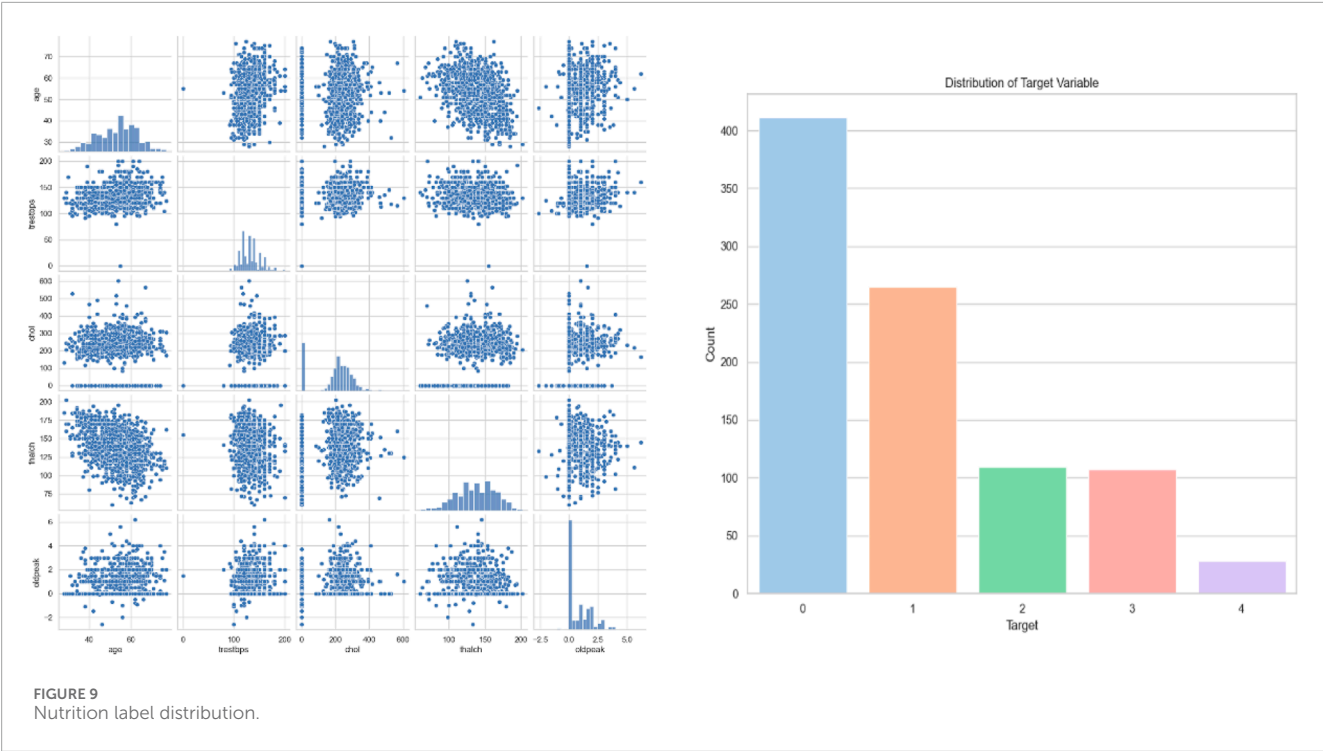 age
70
60
50
40
30
trestbps
200
150
100
50
0
chol
600
500
400
300
200
100
0
thalch
200
175
150
125
100
75
oldpeak
6
4
2
0
−2
40 60 0 100 200 0 200 400 600 100 150 200 −2.5 0.0 2.5 5.0
age trestbps chol thalch oldpeak
Distribution of Target Variable
Count
400
350
300
250
200
150
100
50
0
0 1 2 3 4
Target
FIGURE 9
Nutrition label distribution.